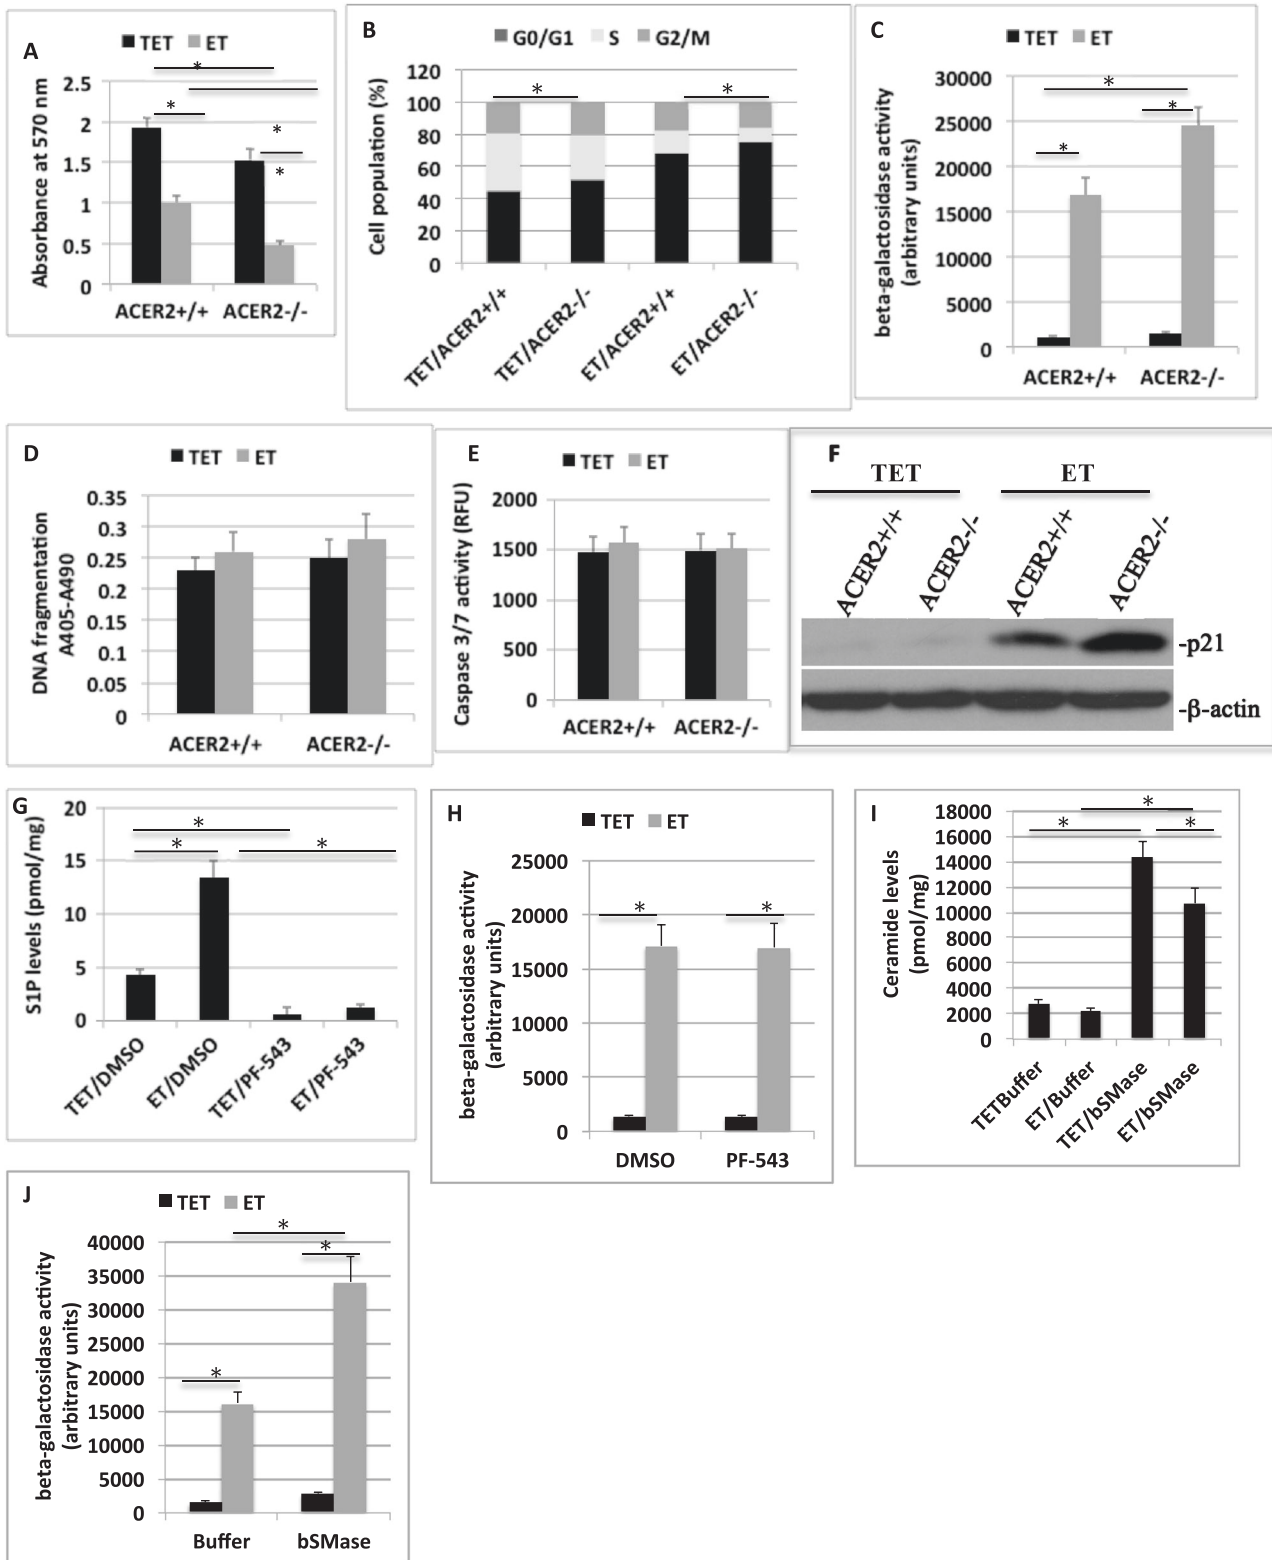 A
TET ET
*
*
*
*
Absorbance at 570 nm
2.5
2
1.5
1
0.5
0
ACER2+/+ ACER2-/-
B
G0/G1 S G2/M
* *
Cell population (%)
120
100
80
60
40
20
0
TET/ACER2+/+
TET/ACER2-/-
ET/ACER2+/+
ET/ACER2-/-
C
TET ET
*
*
*
beta-galactosidase activity
(arbitrary units)
30000
25000
20000
15000
10000
5000
0
ACER2+/+ ACER2-/-
D
TET ET
DNA fragmentation
A405-A490
0.35
0.3
0.25
0.2
0.15
0.1
0.05
0
ACER2+/+ ACER2-/-
E
TET ET
Caspase 3/7 activity (RFU)
2000
1500
1000
500
0
ACER2+/+ ACER2-/-
F
TET ET
ACER2+/+
ACER2-/-
ACER2+/+
ACER2-/-
-p21
-β-actin
G
*
* *
S1P levels (pmol/mg)
20
15
10
5
0
TET/DMSO
ET/DMSO
TET/PF-543
ET/PF-543
H
TET ET
* *
beta-galactosidase activity
(arbitrary units)
25000
20000
15000
10000
5000
0
DMSO PF-543
I
*
* *
Ceramide levels
(pmol/mg)
18000
16000
14000
12000
10000
8000
6000
4000
2000
0
TETBuffer
ET/Buffer
TET/bSMase
ET/bSMase
J
TET ET
*
*
*
beta-galactosidase activity
(arbitrary units)
40000
35000
30000
25000
20000
15000
10000
5000
0
Buffer bSMase